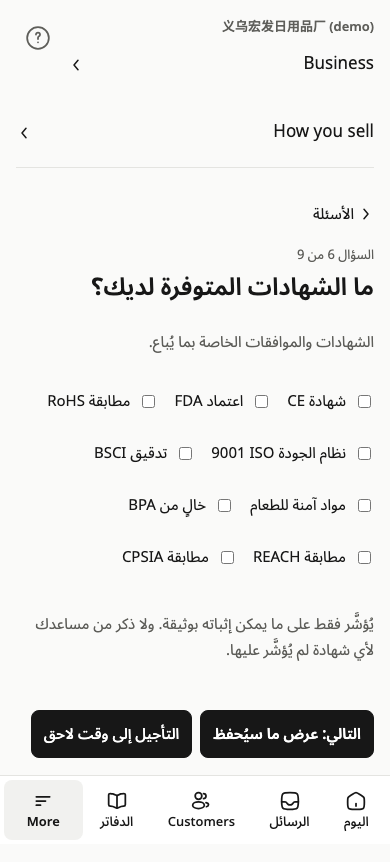 义乌宏发日用品厂 (demo)
Business
How you sell
الأسئلة
السؤال 6 من 9
ما الشهادات المتوفرة لديك؟
الشهادات والموافقات الخاصة بما يُباع.
شهادة CE
اعتماد FDA
مطابقة RoHS
نظام الجودة ISO 9001
تدقيق BSCI
مواد آمنة للطعام
خالٍ من BPA
مطابقة REACH
مطابقة CPSIA
يُؤشَّر فقط على ما يمكن إثباته بوثيقة. ولا ذكر من مساعدك
لأي شهادة لم يُؤشَّر عليها.
التالي: عرض ما سيُحفظ
التأجيل إلى وقت لاحق
اليوم
الرسائل
Customers
الدفاتر
More